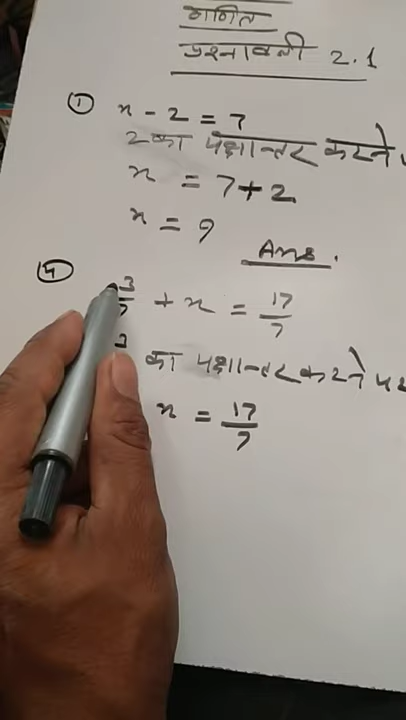 गणित
प्रश्नावली 2.1
① x - 2 = 7
2 का पक्षान्तर करने
x = 7 + 2
x = 9
Ans.
3/7 + x = 17/7
का पक्षान्तर करने पर
x = 17/7